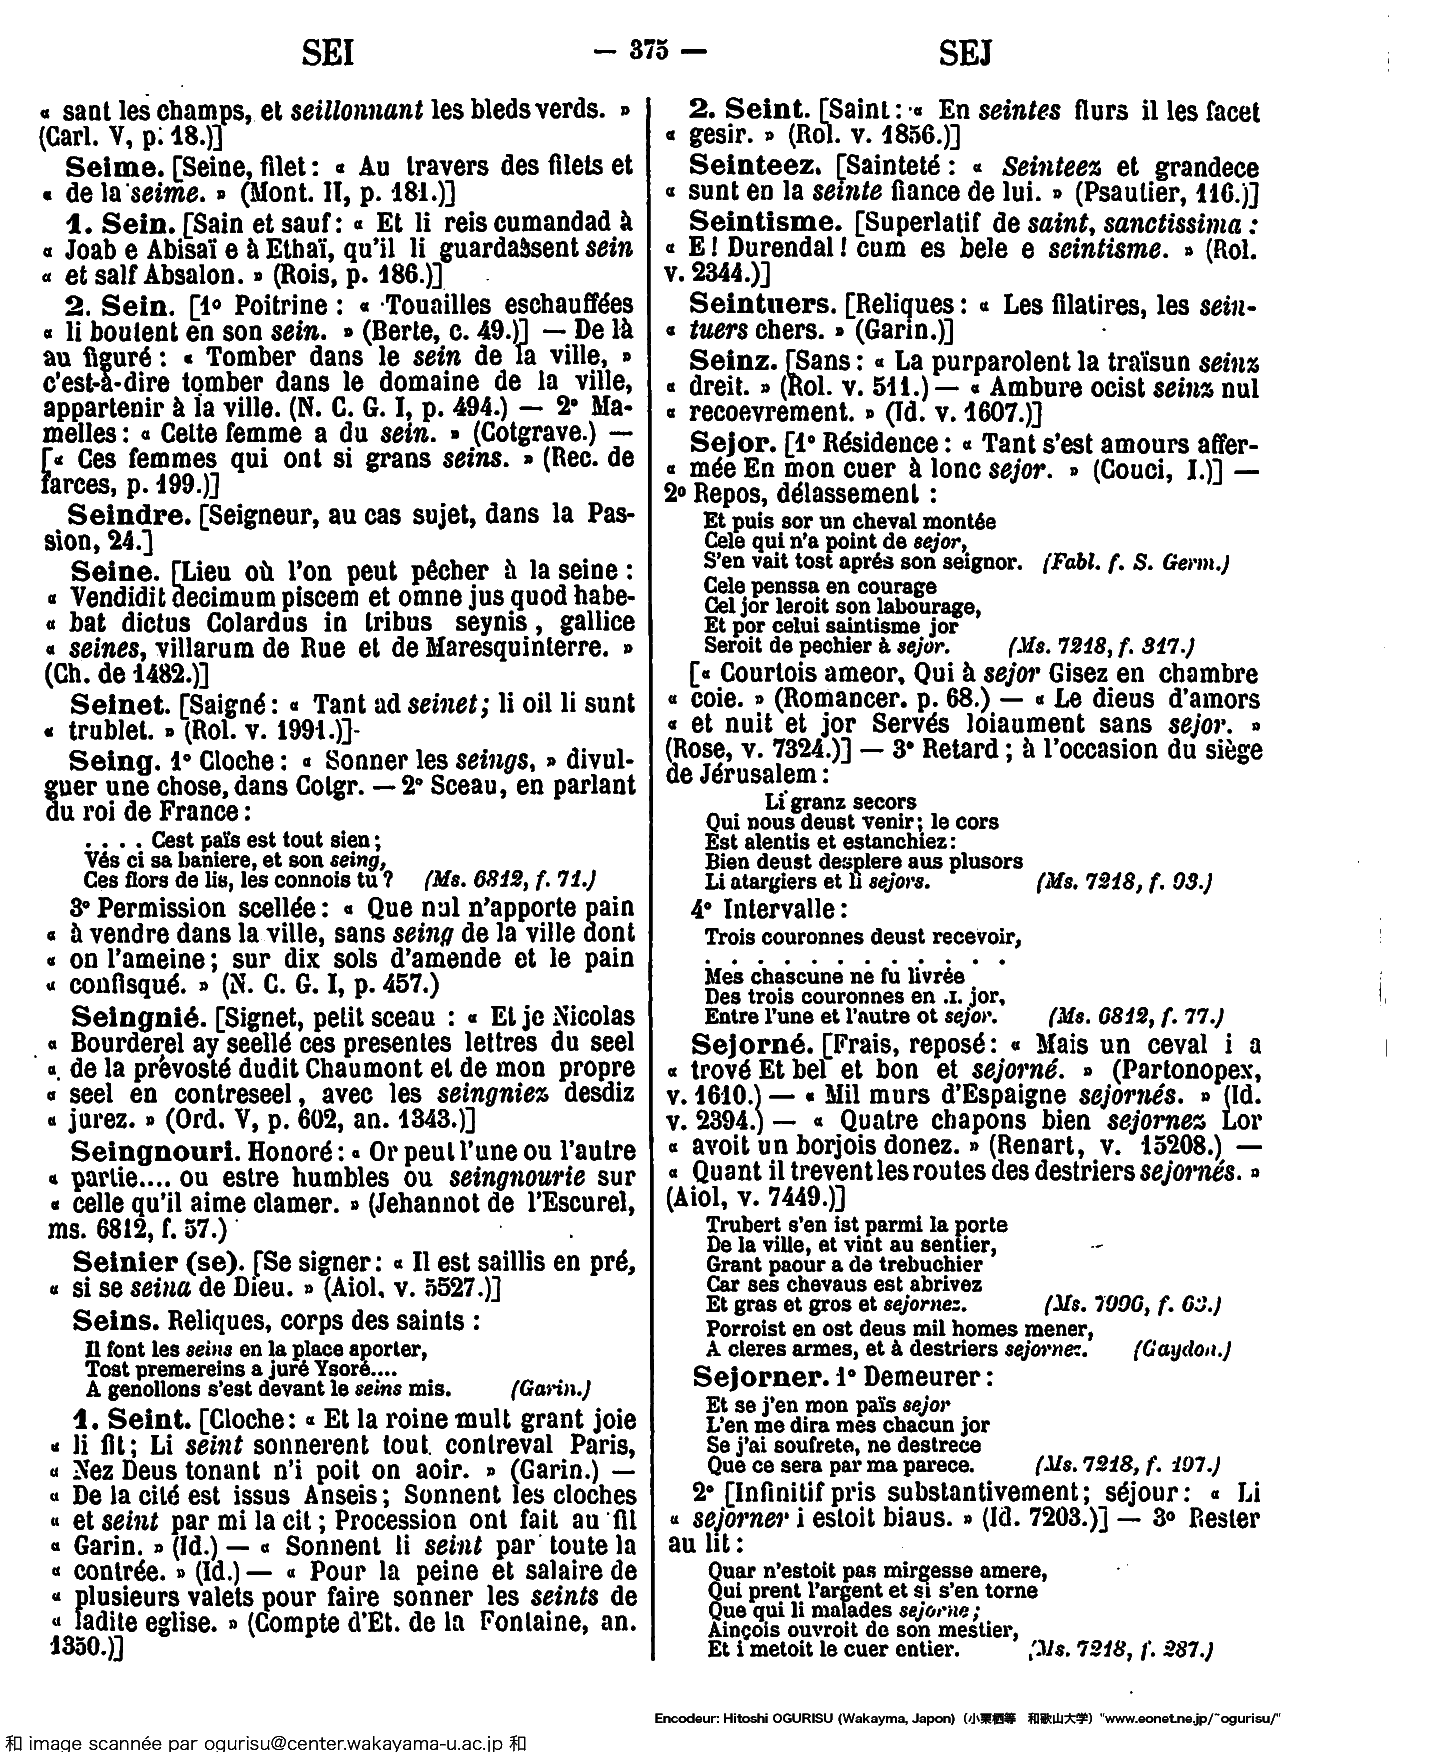 SEI
— 375 —
SEJ
« sant les champs, et seillonnant les bleds verds. »
(Carl. V, p. 18.)]
Seime. [Seine, filet : « Au travers des filets et
« de la seime. » (Mont. II, p. 181.)]
1. Sein. [Sain et sauf : « Et li reis cumandad à
« Joab e Abisaï e à Ethaï, qu'il li guardassent sein
« et salf Absalon. » (Rois, p. 186.)]
2. Sein. [1º Poitrine : « Touailles eschauffées
« li boutent en son sein. » (Berte, c. 49.)] — De là
au figuré : « Tomber dans le sein de la ville, »
c'est-à-dire tomber dans le domaine de la ville,
appartenir à la ville. (N. C. G. I, p. 494.) — 2º Ma-
melles : « Cette femme a du sein. » (Cotgrave.) —
[« Ces femmes qui ont si grans seins. » (Rec. de
farces, p. 199.)]
Seindre. [Seigneur, au cas sujet, dans la Pas-
sion, 24.]
Seine. [Lieu où l'on peut pêcher à la seine :
« Vendidit decimum piscem et omne jus quod habe-
« bat dictus Colardus in tribus seynis, gallice
« seines, villarum de Rue et de Maresquinterre. »
(Ch. de 1482.)]
Seinet. [Saigné : « Tant ad seinet; li oil li sunt
« trublet. » (Rol. v. 1991.)]
Seing. 1º Cloche : « Sonner les seings, » divul-
guer une chose, dans Cotgr. — 2º Sceau, en parlant
du roi de France :
. . . . Cest païs est tout sien;
Vés ci sa baniere, et son seing,
Ces flors de lis, les connois tu ? (Ms. 6812, f. 71.)
3º Permission scellée : « Que nul n'apporte pain
« à vendre dans la ville, sans seing de la ville dont
« on l'ameine; sur dix sols d'amende et le pain
« confisqué. » (N. C. G. I, p. 457.)
Seingnié. [Signet, petit sceau : « Et je Nicolas
« Bourderel ay seellé ces presentes lettres du seel
« de la prévosté dudit Chaumont et de mon propre
« seel en contreseel, avec les seingniez desdiz
« jurez. » (Ord. V, p. 602, an. 1343.)]
Seingnouri. Honoré : « Or peut l'une ou l'autre
« partie.... ou estre humbles ou seingnourie sur
« celle qu'il aime clamer. » (Jehannot de l'Escurel,
ms. 6812, f. 57.)
Seinier (se). [Se signer : « Il est saillis en pré,
« si se seina de Dieu. » (Aiol, v. 5527.)]
Seins. Reliques, corps des saints :
Il font les seins en la place aporter,
Tost premereins a juré Ysoré....
A genollons s'est devant le seins mis. (Garin.)
1. Seint. [Cloche : « Et la roine mult grant joie
« li fit; Li seint sonnerent tout contreval Paris,
« Nez Deus tonant n'i poit on aoir. » (Garin.) —
« De la cité est issus Anseis; Sonnent les cloches
« et seint par mi la cit; Procession ont fait au fil
« Garin. » (Id.) — « Sonnent li seint par toute la
« contrée. » (Id.) — « Pour la peine et salaire de
« plusieurs valets pour faire sonner les seints de
« ladite eglise. » (Compte d'Et. de la Fontaine, an.
1350.)]
2. Seint. [Saint : « En seintes flurs il les facet
« gesir. » (Rol. v. 1856.)]
Seinteez. [Sainteté : « Seinteez et grandece
« sunt en la seinte fiance de lui. » (Psautier, 116.)]
Seintisme. [Superlatif de saint, sanctissima :
« E ! Durendal ! cum es bele e seintisme. » (Rol.
v. 2344.)]
Seintuers. [Reliques : « Les filatires, les sein-
« tuers chers. » (Garin.)]
Seinz. [Sans : « La purparolent la traïsun seinz
« dreit. » (Rol. v. 511.) — « Ambure ocist seinz nul
« recoevrement. » (Id. v. 1607.)]
Sejor. [1º Résidence : « Tant s'est amours affer-
« mée En mon cuer à lonc sejor. » (Couci, I.)] —
2º Repos, délassement :
Et puis sor un cheval montée
Cele qui n'a point de sejor,
S'en vait tost aprés son seignor. (Fabl. f. S. Germ.)
Cele penssa en courage
Cel jor leroit son labourage,
Et por celui saintisme jor
Seroit de pechier à sejor. (Ms. 7218, f. 317.)
[« Courtois ameor, Qui à sejor Gisez en chambre
« coie. » (Romancer. p. 68.) — « Le dieus d'amors
« et nuit et jor Servés loiaument sans sejor. »
(Rose, v. 7324.)] — 3º Retard; à l'occasion du siège
de Jérusalem :
Li granz secors
Qui nous deust venir; le cors
Est alentis et estanchiez :
Bien deust desplere aus plusors
Li atargiers et li sejors. (Ms. 7218, f. 93.)
4º Intervalle :
Trois couronnes deust recevoir,
. . . . . . . . . . . .
Mes chascune ne fu livrée
Des trois couronnes en .I. jor,
Entre l'une et l'autre ot sejor. (Ms. 6812, f. 77.)
Sejorné. [Frais, reposé : « Mais un ceval i a
« trové Et bel et bon et sejorné. » (Partonopex,
v. 1610.) — « Mil murs d'Espaigne sejornés. » (Id.
v. 2394.) — « Quatre chapons bien sejornez Lor
« avoit un borjois donez. » (Renart, v. 15208.) —
« Quant il trevent les routes des destriers sejornés. »
(Aiol, v. 7449.)]
Trubert s'en ist parmi la porte
De la ville, et vint au sentier,
Grant paour a de trebuchier
Car ses chevaus est abrivez
Et gras et gros et sejornez. (Ms. 7996, f. 63.)
Porroist en ost deus mil homes mener,
A cleres armes, et à destriers sejornez. (Gaydon.)
Sejorner. 1º Demeurer :
Et se j'en mon païs sejor
L'en me dira mes chacun jor
Se j'ai soufrete, ne destrece
Que ce sera par ma parece. (Ms. 7218, f. 197.)
2º [Infinitif pris substantivement; séjour : « Li
« sejorner i estoit biaus. » (Id. 7203.)] — 3º Rester
au lit :
Quar n'estoit pas mirgesse amere,
Qui prent l'argent et si s'en torne
Que qui li malades sejorne;
Ainçois ouvroit de son mestier,
Et i metoit le cuer entier. (Ms. 7218, f. 287.)
Encodeur: Hitoshi OGURISU (Wakayma, Japon) (小栗栖等 和歌山大学) "www.eonet.ne.jp/~ogurisu/"
和 image scannée par ogurisu@center.wakayama-u.ac.jp 和